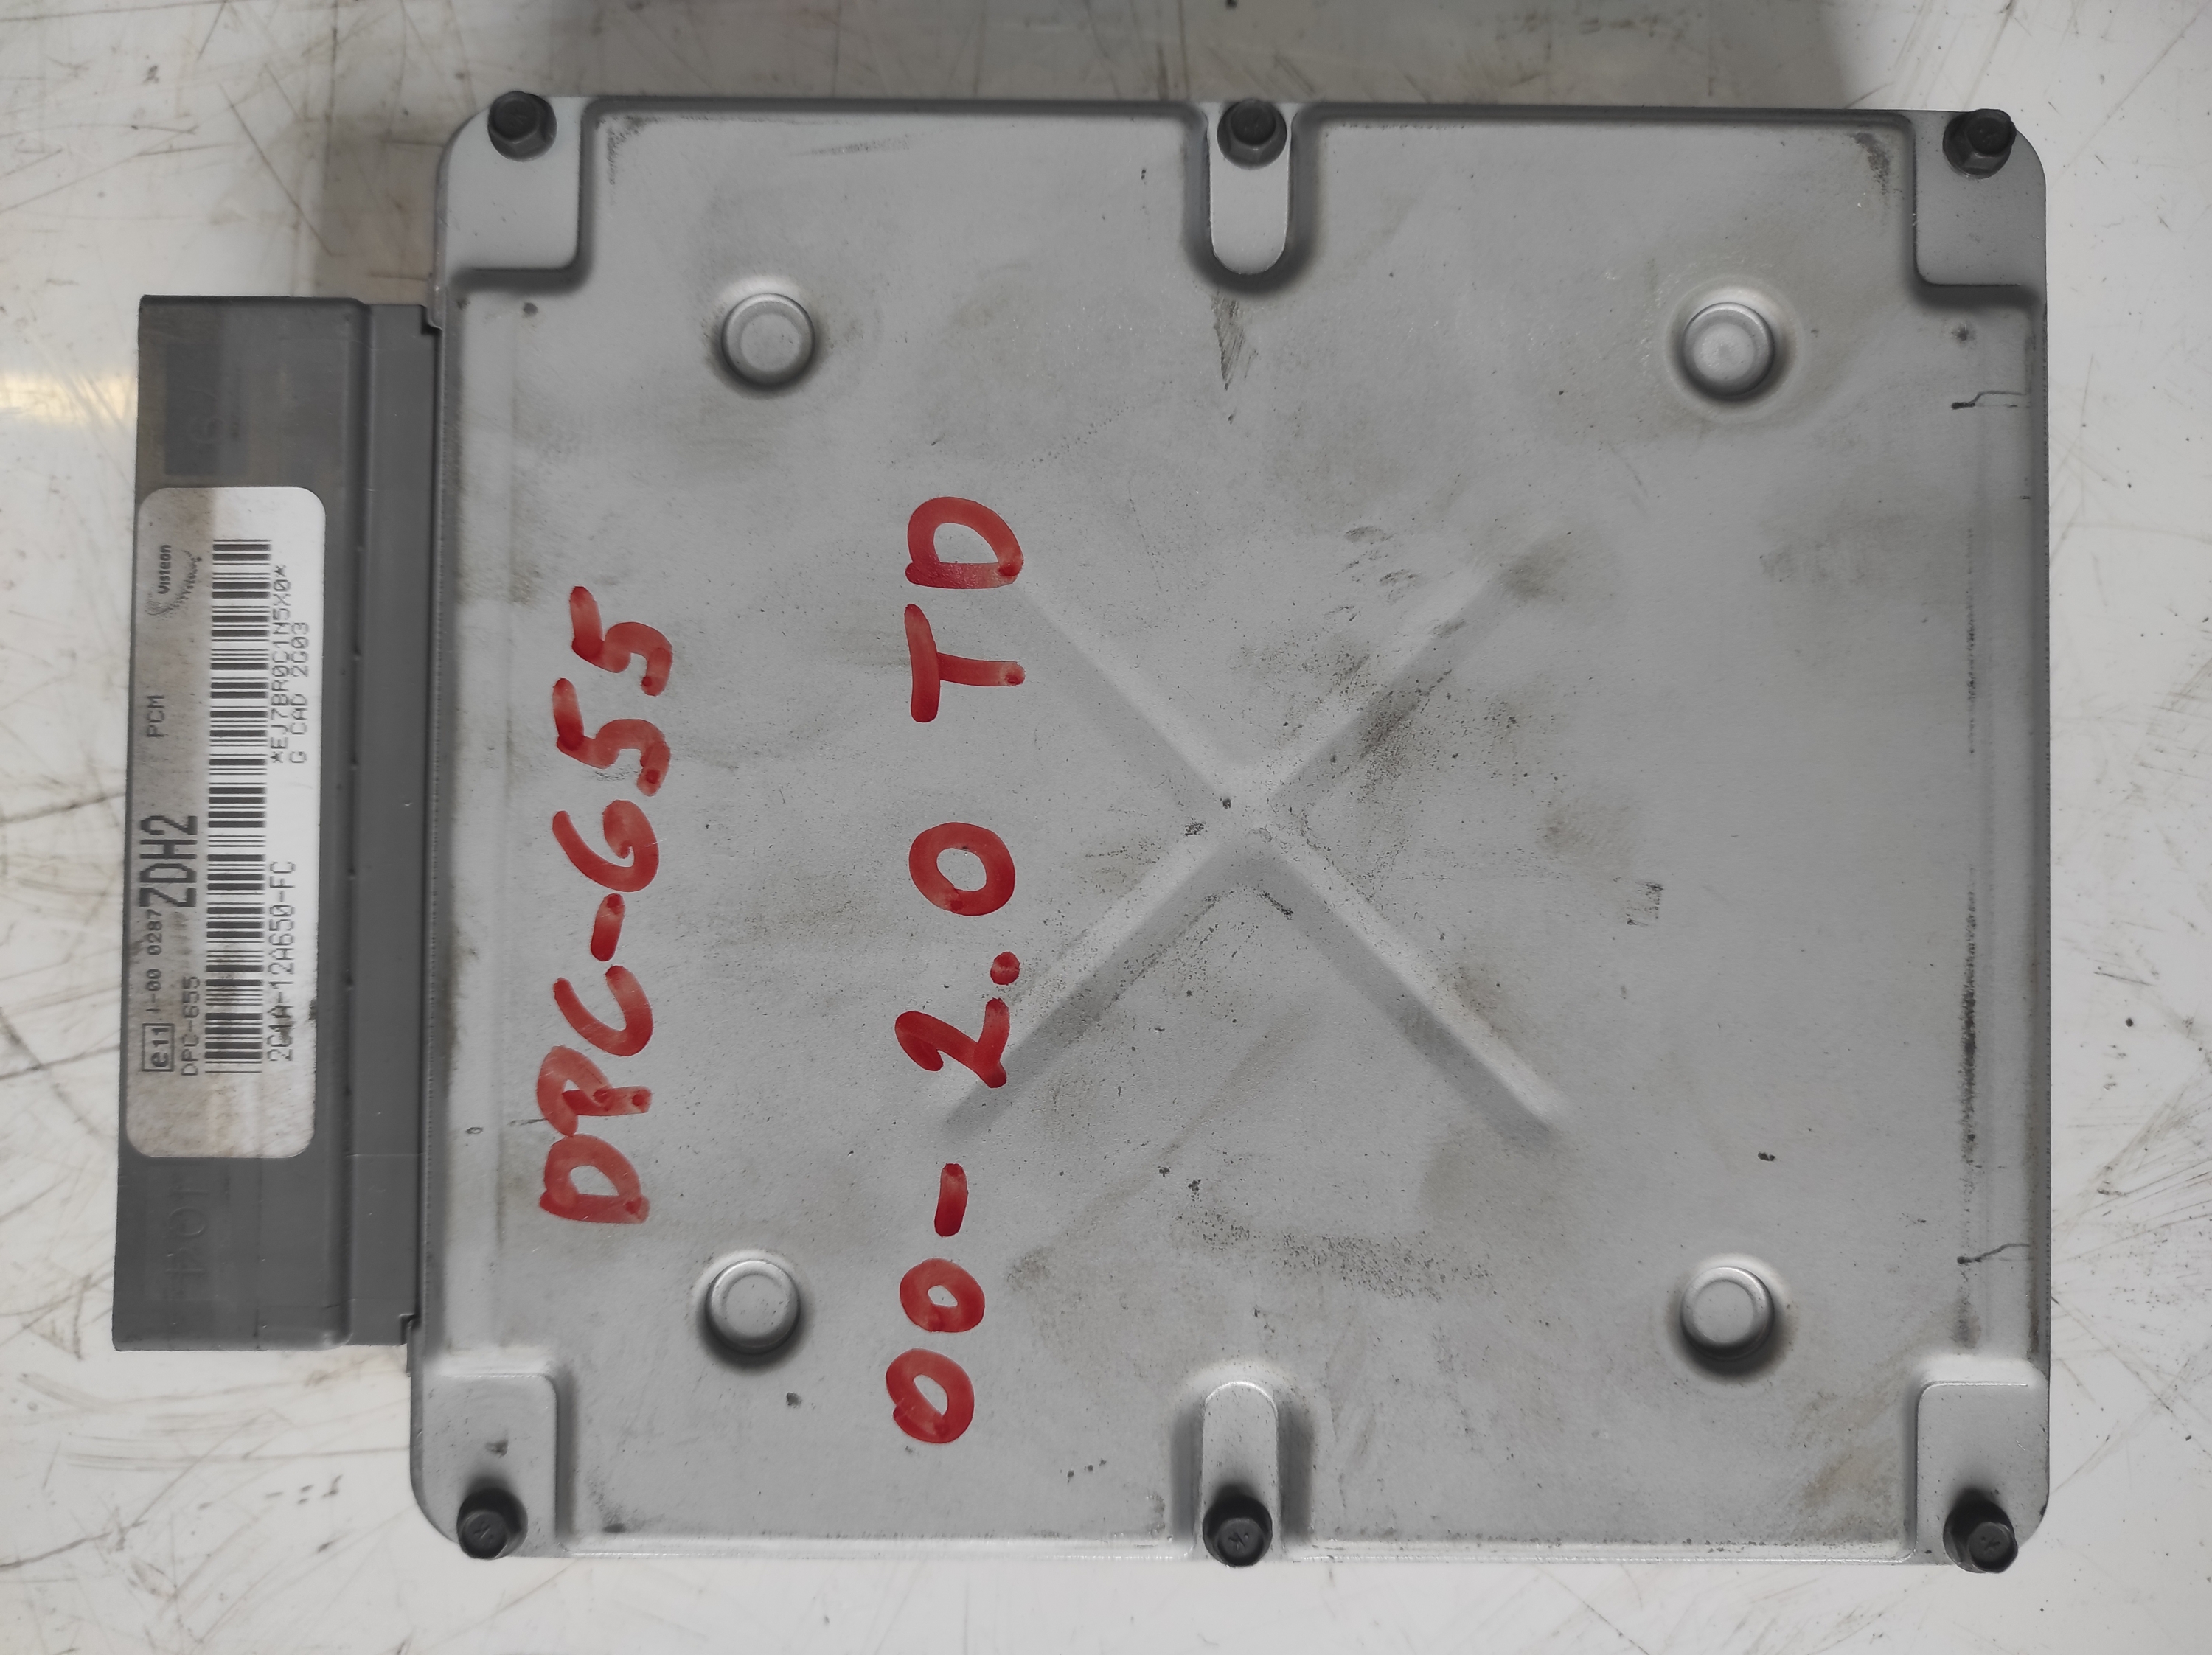 Visteon
e11 1-00 0287 ZDH2 PCM
DPC-655
2C1A-12A650-FC *EJ7BR0C1N5X0*
G CAD 2G03
DPC-655
00-2.0 TD